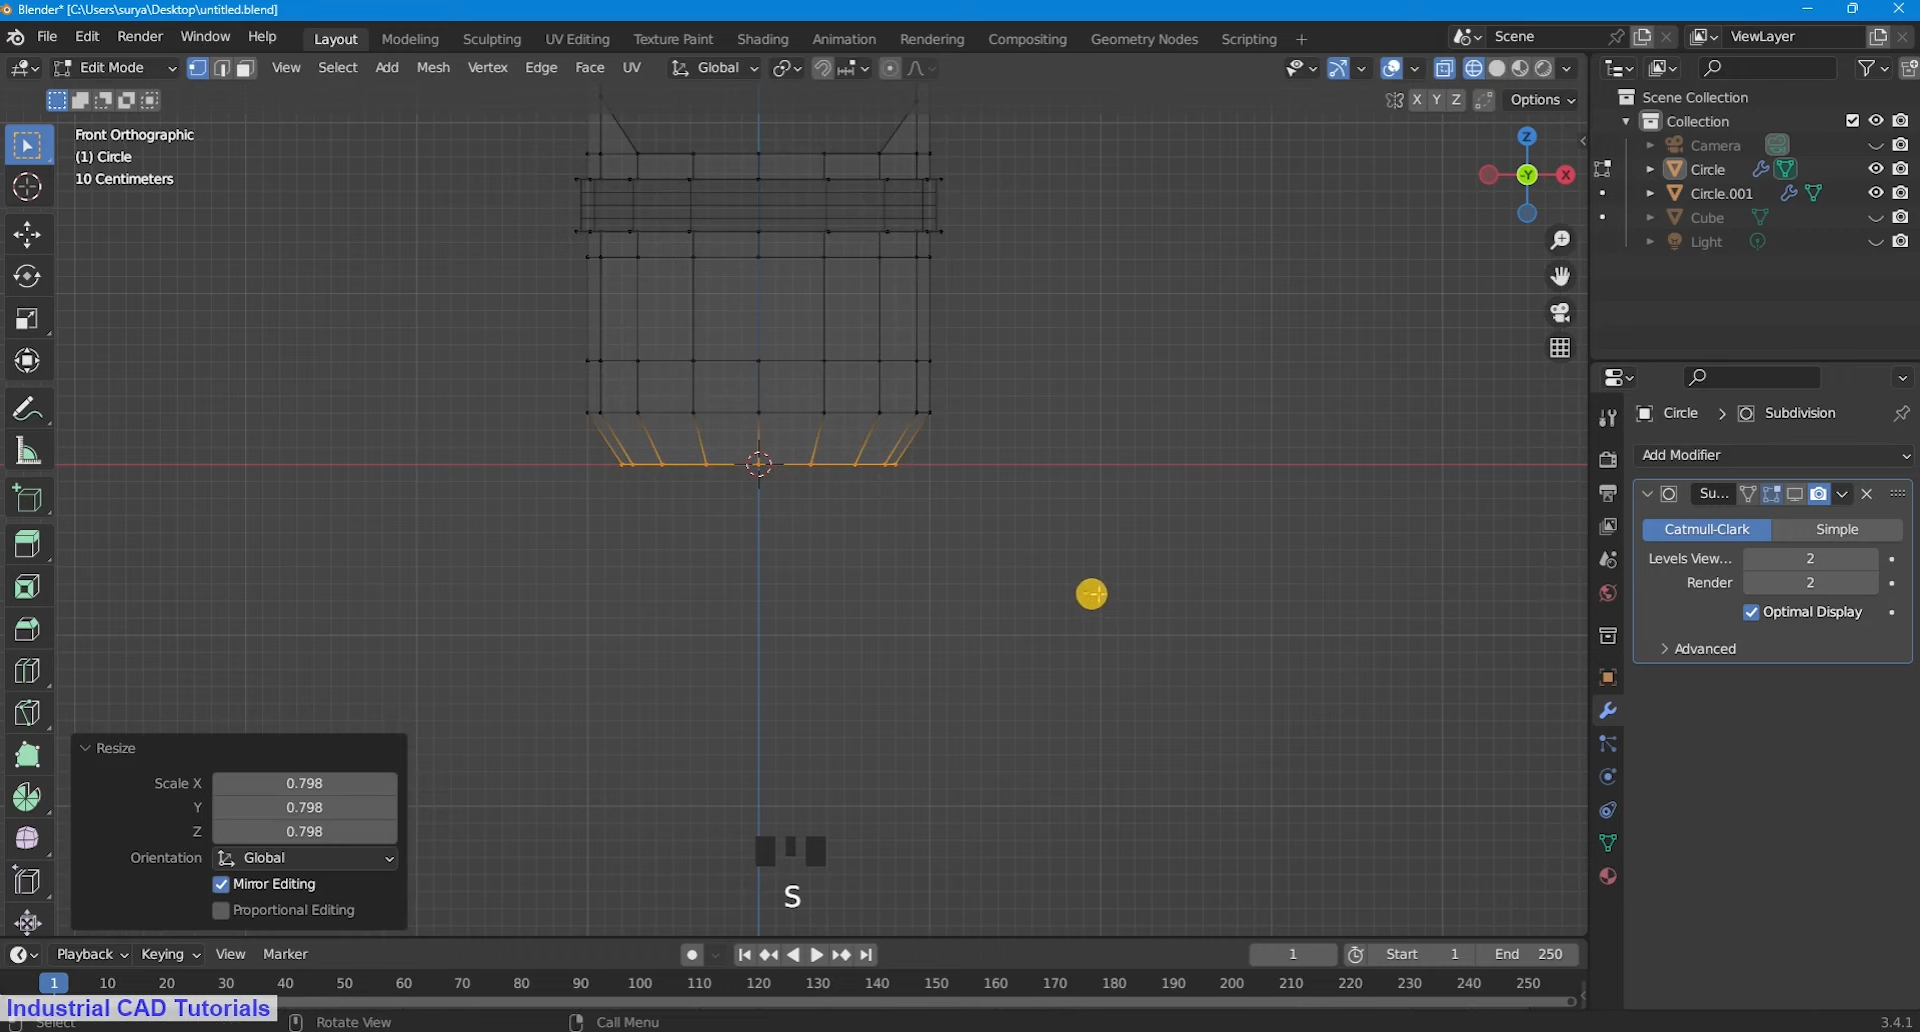 Blender* [C:\Users\surya\Desktop\untitled.blend]
File Edit Render Window Help Layout Modeling Sculpting UV Editing Texture Paint Shading Animation Rendering Compositing Geometry Nodes Scripting + Scene ViewLayer
Edit Mode View Select Add Mesh Vertex Edge Face UV Global
X Y Z Options
Front Orthographic
(1) Circle
10 Centimeters
Z
-Y X
Scene Collection
Collection
Camera
Circle
Circle.001
Cube
Light
Circle > Subdivision
Add Modifier
Su...
Catmull-Clark Simple
Levels View... 2
Render 2
Optimal Display
Advanced
Resize
Scale X 0.798
Y 0.798
Z 0.798
Orientation Global
Mirror Editing
Proportional Editing
S
Playback Keying View Marker 1 Start 1 End 250
1 10 20 30 40 50 60 70 80 90 100 110 120 130 140 150 160 170 180 190 200 210 220 230 240 250
Industrial CAD Tutorials
Select Rotate View Call Menu 3.4.1